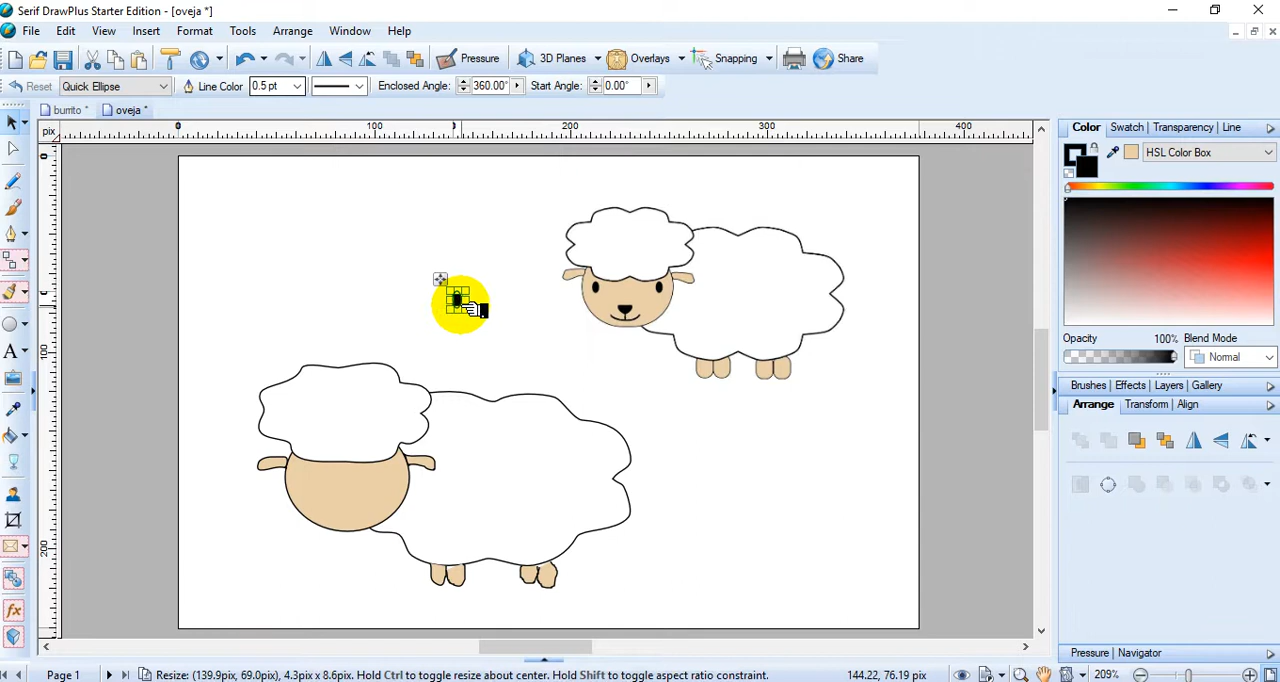 Serif DrawPlus Starter Edition - [oveja *]
File Edit View Insert Format Tools Arrange Window Help
Pressure 3D Planes Overlays Snapping Share
Reset Quick Ellipse Line Color 0.5 pt Enclosed Angle: 360.00° Start Angle: 0.00°
burrito * oveja *
pix 0 100 200 300 400
Color Swatch Transparency Line
HSL Color Box
0
100
200
Opacity 100% Blend Mode
Normal
Brushes Effects Layers Gallery
Arrange Transform Align
Pressure Navigator
Page 1 Resize: (139.9pix, 69.0pix), 4.3pix x 8.6pix. Hold Ctrl to toggle resize about center. Hold Shift to toggle aspect ratio constraint. 144.22, 76.19 pix 209%